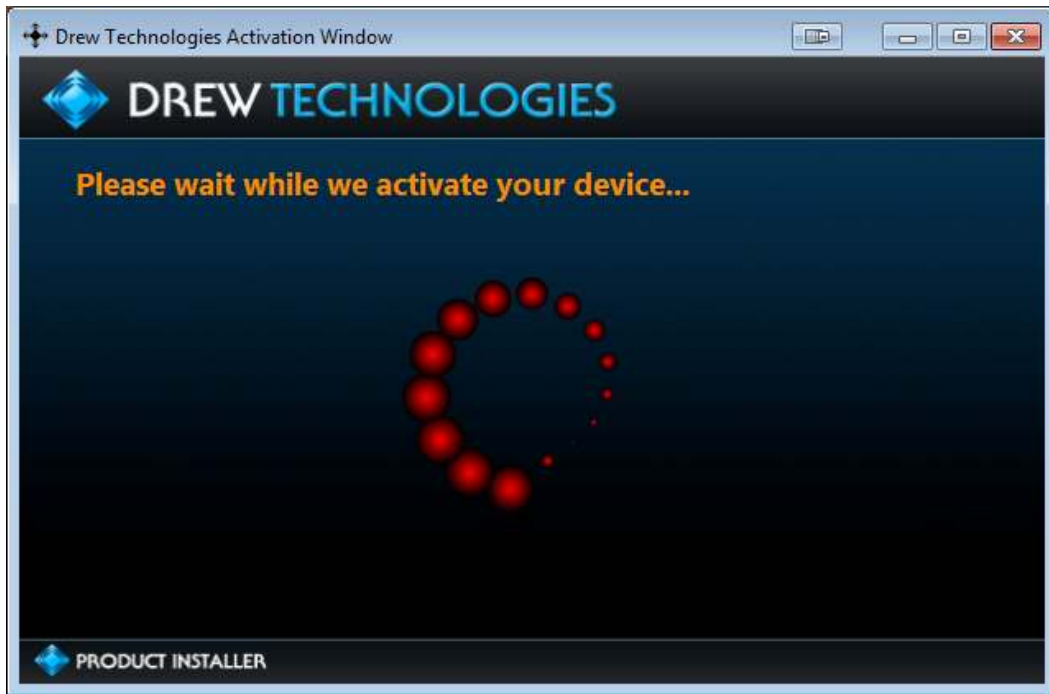 Drew Technologies Activation Window
DREW TECHNOLOGIES
Please wait while we activate your device...
PRODUCT INSTALLER